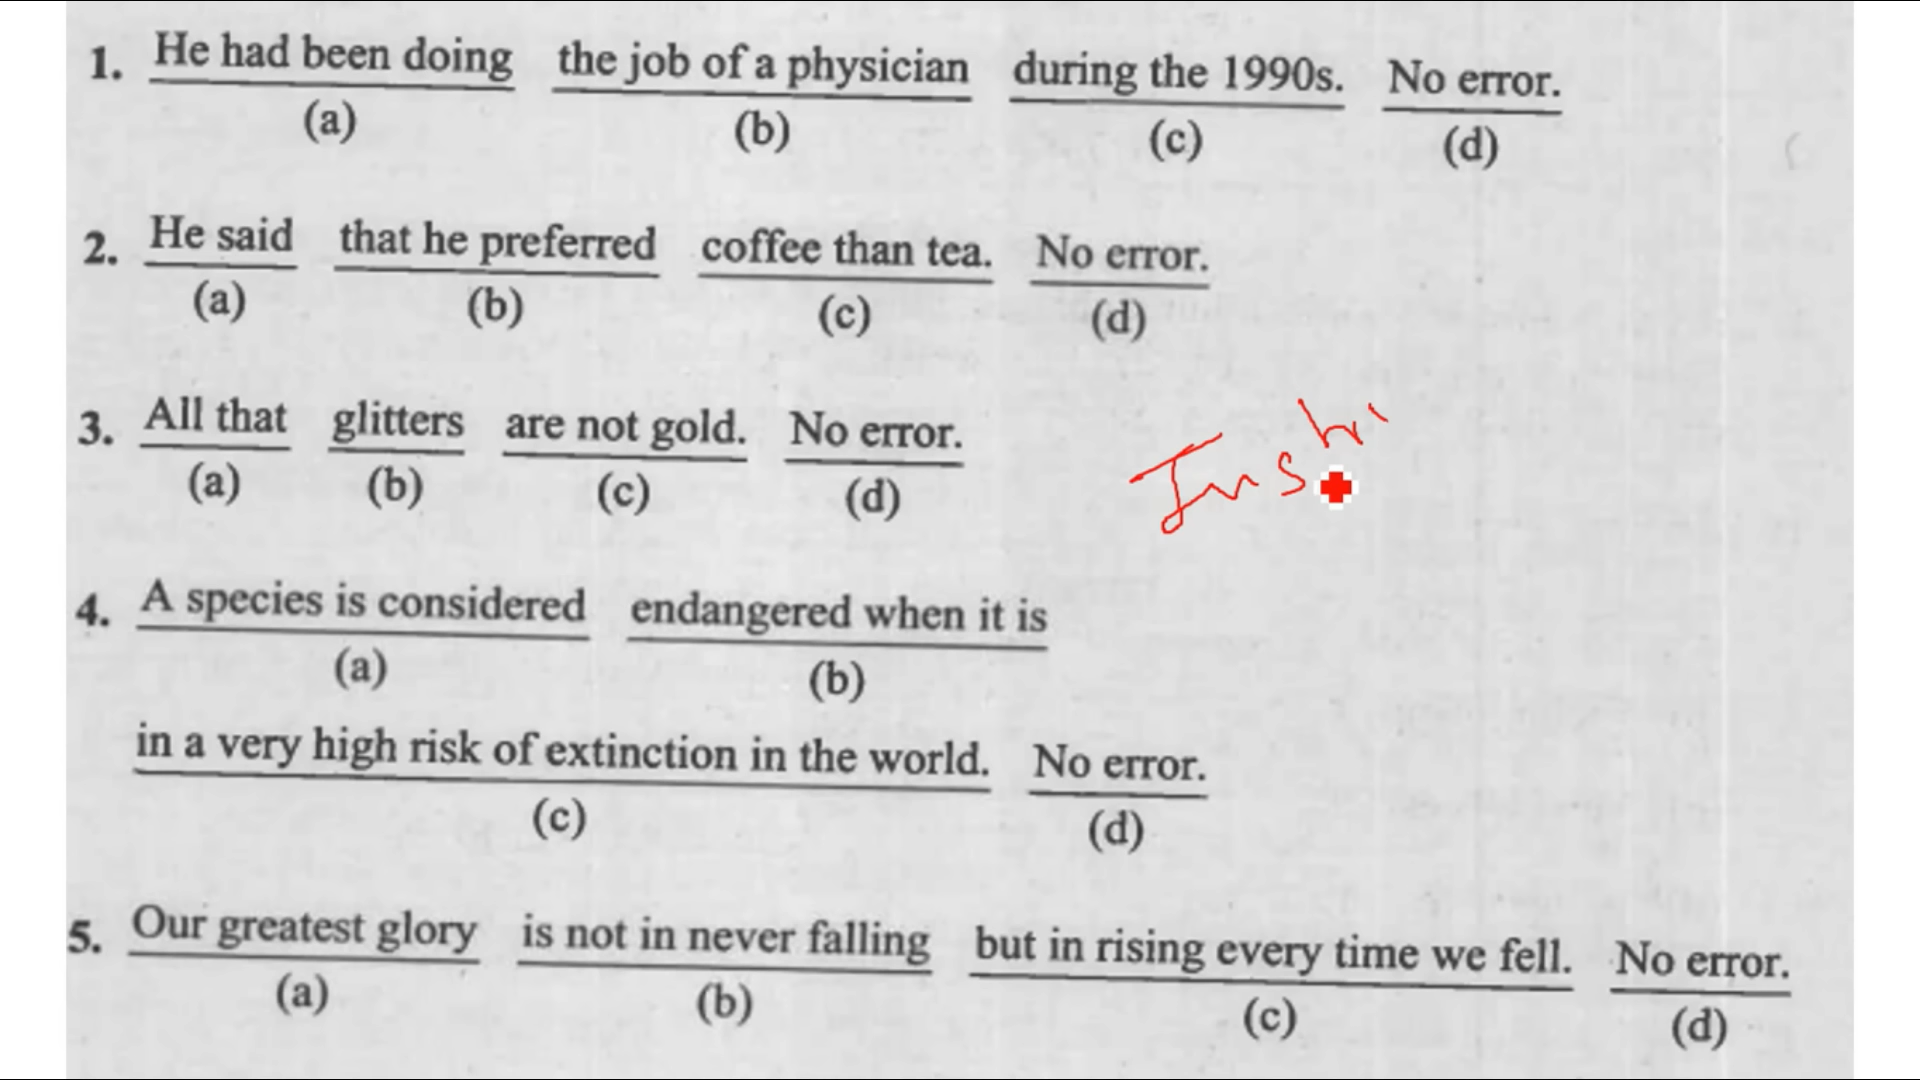 1. He had been doing the job of a physician during the 1990s. No error.
(a) (b) (c) (d)
2. He said that he preferred coffee than tea. No error.
(a) (b) (c) (d)
3. All that glitters are not gold. No error.
(a) (b) (c) (d)
4. A species is considered endangered when it is
(a) (b)
in a very high risk of extinction in the world. No error.
(c) (d)
5. Our greatest glory is not in never falling but in rising every time we fell. No error.
(a) (b) (c) (d)